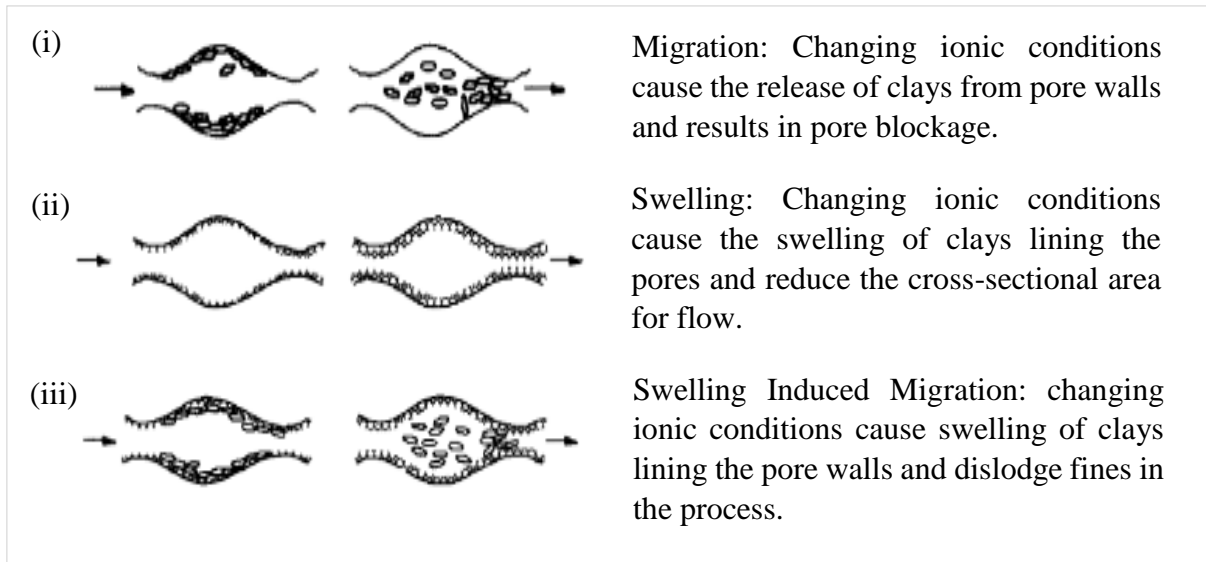 (i)
Migration: Changing ionic conditions
cause the release of clays from pore walls
and results in pore blockage.
(ii)
Swelling: Changing ionic conditions
cause the swelling of clays lining the
pores and reduce the cross-sectional area
for flow.
(iii)
Swelling Induced Migration: changing
ionic conditions cause swelling of clays
lining the pore walls and dislodge fines in
the process.